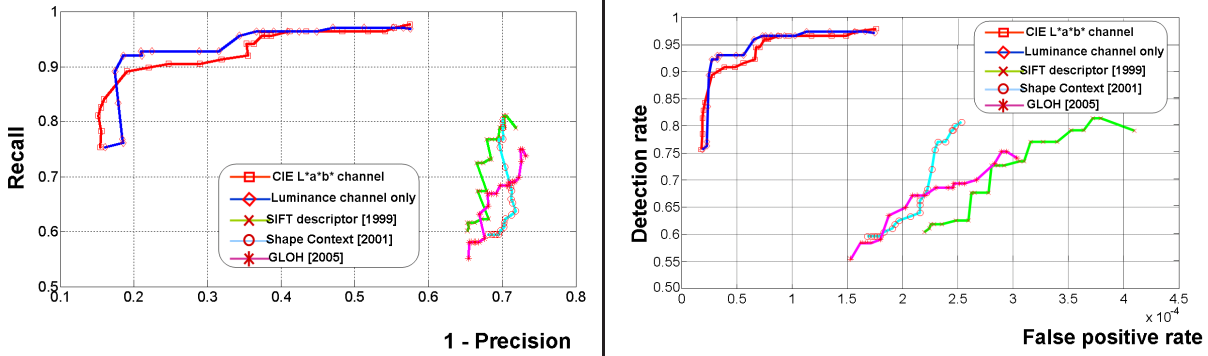 1
0.9
0.8
0.7
0.6
0.5
Recall
0.1
0.2
0.3
0.4
0.5
0.6
0.7
0.8
1 - Precision
CIE L*a*b* channel
Luminance channel only
SIFT descriptor [1999]
Shape Context [2001]
GLOH [2005]
1
0.95
0.9
0.85
0.8
0.75
0.70
0.65
0.6
0.55
0.50
Detection rate
0
0.5
1
1.5
2
2.5
3
3.5
4
4.5
x 10⁻⁴
False positive rate
CIE L*a*b* channel
Luminance channel only
SIFT descriptor [1999]
Shape Context [2001]
GLOH [2005]